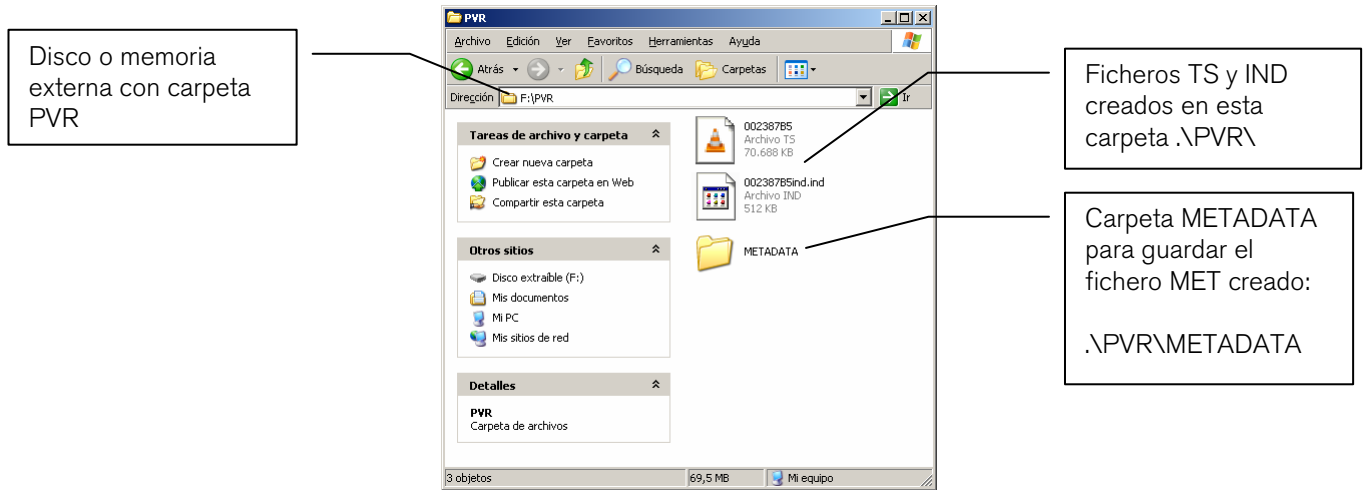 Disco o memoria
externa con carpeta
PVR
PVR
Archivo Edición Ver Favoritos Herramientas Ayuda
Atrás Búsqueda Carpetas
Dirección F:\PVR Ir
Tareas de archivo y carpeta
Crear nueva carpeta
Publicar esta carpeta en Web
Compartir esta carpeta
Otros sitios
Disco extraíble (F:)
Mis documentos
Mi PC
Mis sitios de red
Detalles
PVR
Carpeta de archivos
002387B5
Archivo TS
70.688 KB
002387B5ind.ind
Archivo IND
512 KB
METADATA
3 objetos 69,5 MB Mi equipo
Ficheros TS y IND
creados en esta
carpeta .\PVR\
Carpeta METADATA
para guardar el
fichero MET creado:
.\PVR\METADATA